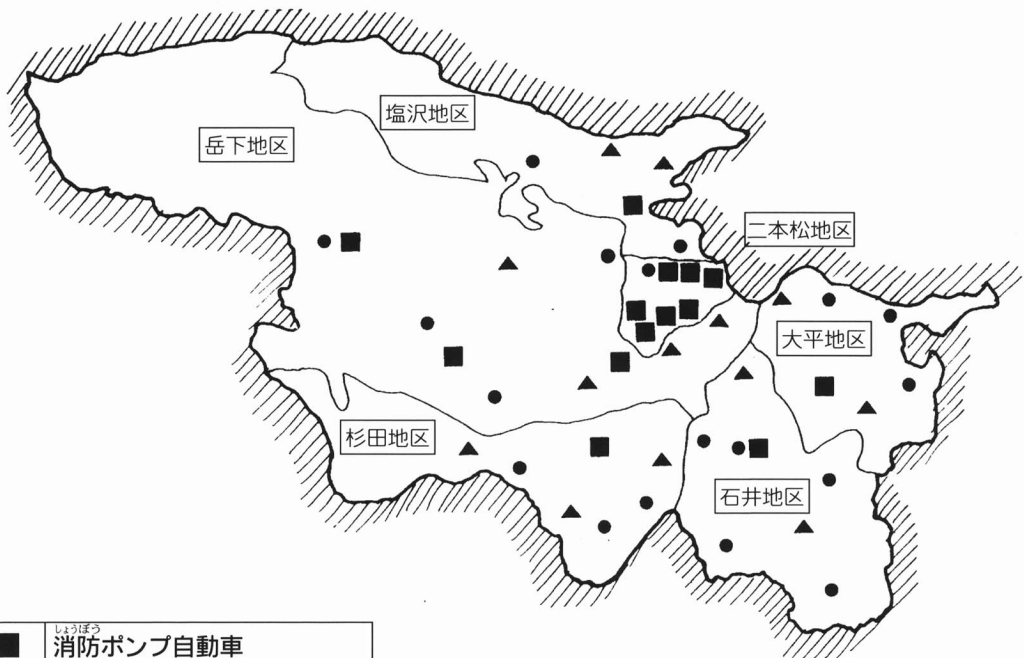 塩沢地区
岳下地区
二本松地区
大平地区
杉田地区
石井地区
しょうぼう
消防ポンプ自動車